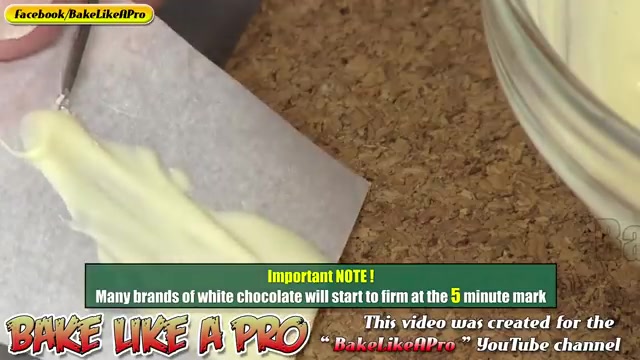 Facebook/BakeLikeAPro
Important NOTE !
Many brands of white chocolate will start to firm at the 5 minute mark
BAKE LIKE A PRO
This video was created for the
“ BakeLikeAPro ” YouTube channel